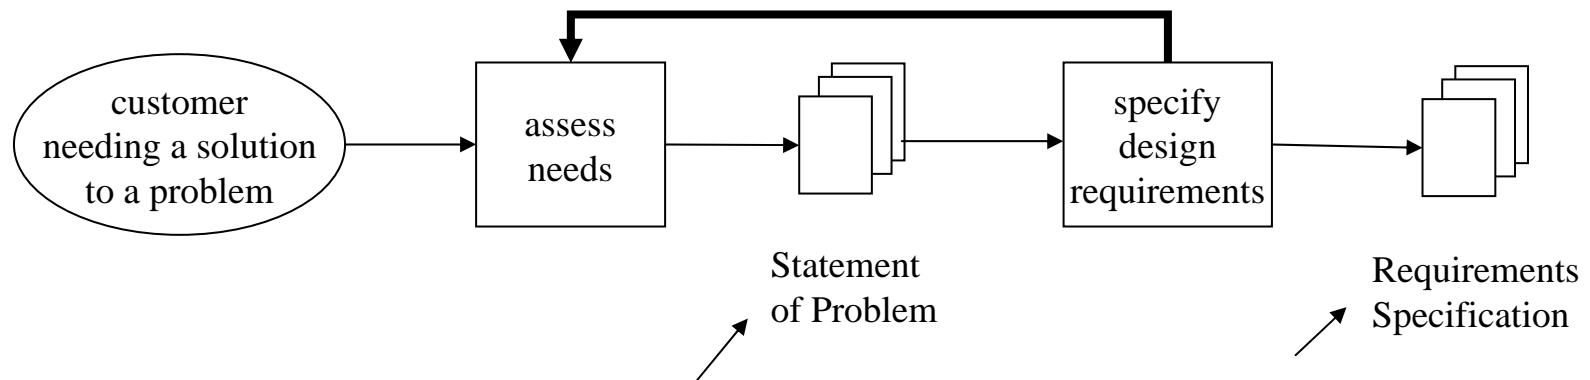 customer
needing a solution
to a problem
assess
needs
specify
design
requirements
Statement
of Problem
Requirements
Specification